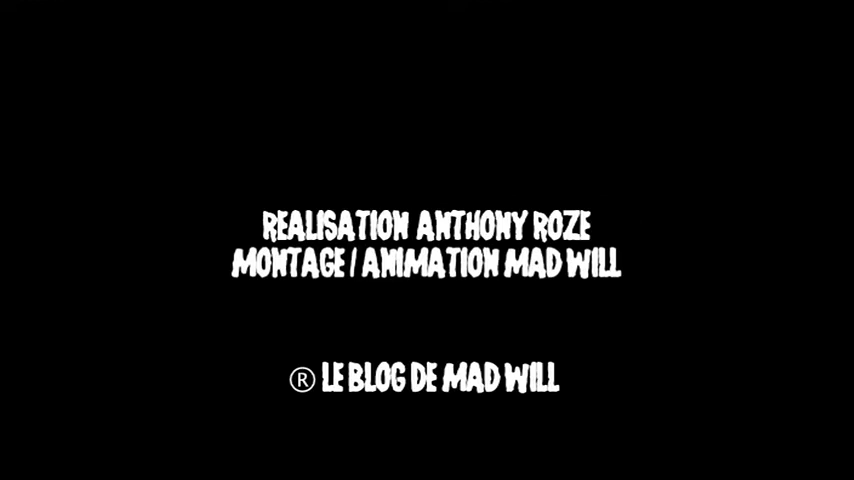 REALISATION ANTHONY ROZE
MONTAGE / ANIMATION MAD WILL
® LE BLOG DE MAD WILL